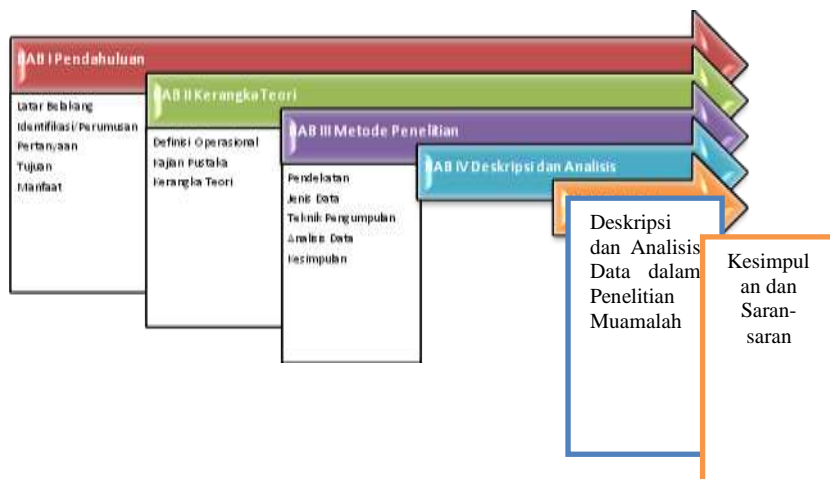 BAB I Pendahuluan
Latar Belakang
Identifikasi/Perumusan
Pertanyaan
Tujuan
Manfaat
BAB II Kerangka Teori
Definisi Operasional
Kajian Pustaka
Kerangka Teori
BAB III Metode Penelitian
Pendekatan
Jenis Data
Teknik Pengumpulan
Analisis Data
Kesimpulan
BAB IV Deskripsi dan Analisis
Deskripsi
dan Analisis
Data dalam
Penelitian
Muamalah
Kesimpul
an dan
Saran-
saran